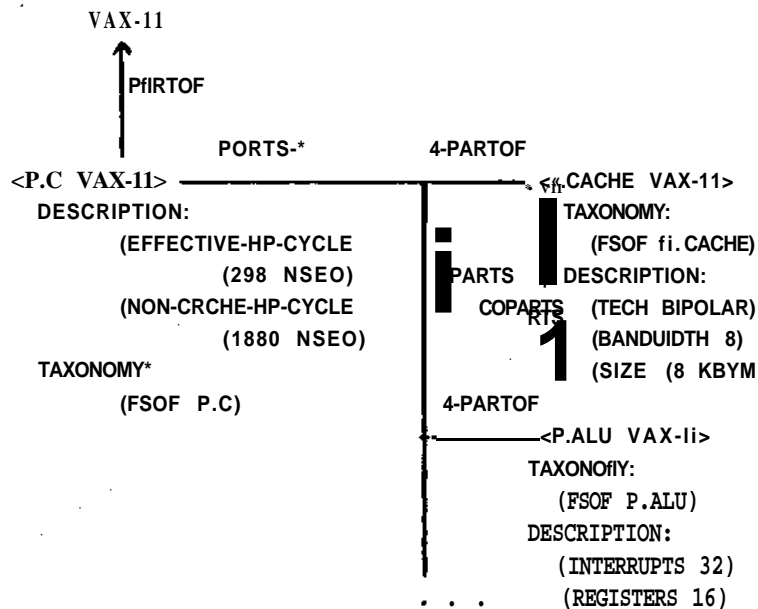 VAX-11
PfIRTOF
PORTS-* 4-PARTOF
<P.C VAX-11> <«.CACHE VAX-11>
DESCRIPTION: TAXONOMY:
(EFFECTIVE-HP-CYCLE (FSOF fi.CACHE)
(298 NSEO) PARTS DESCRIPTION:
(NON-CRCHE-HP-CYCLE COPARTS (TECH BIPOLAR)
RTS
(1880 NSEO) (BANDUIDTH 8)
TAXONOMY* (SIZE (8 KBYM
(FSOF P.C) 4-PARTOF
<P.ALU VAX-li>
TAXONOflY:
(FSOF P.ALU)
DESCRIPTION:
(INTERRUPTS 32)
. . . (REGISTERS 16)